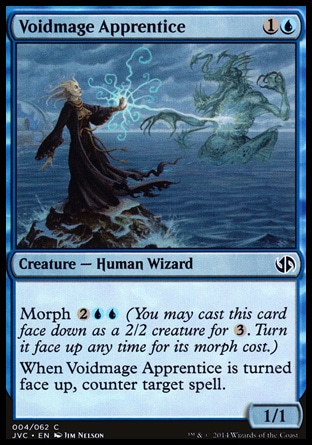 Voidmage Apprentice 1
Creature — Human Wizard
Morph 2 (You may cast this card
face down as a 2/2 creature for 3. Turn
it face up any time for its morph cost.)
When Voidmage Apprentice is turned
face up, counter target spell.
1/1
004/062 C
JVC • EN Jim Nelson
™ & © 2014 Wizards of the Coast